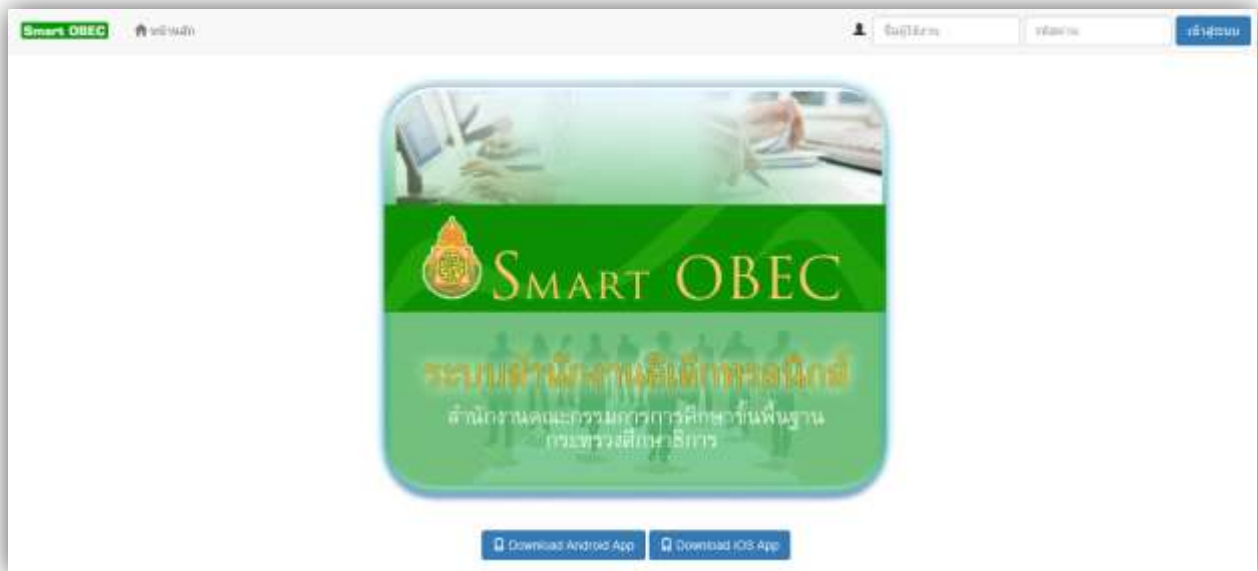 Smart OBEC
หน้าหลัก
ชื่อผู้ใช้งาน
รหัสผ่าน
เข้าสู่ระบบ
SMART OBEC
ระบบสำนักงานอิเล็กทรอนิกส์
สำนักงานคณะกรรมการการศึกษาขั้นพื้นฐาน
กระทรวงศึกษาธิการ
Download Android App
Download iOS App